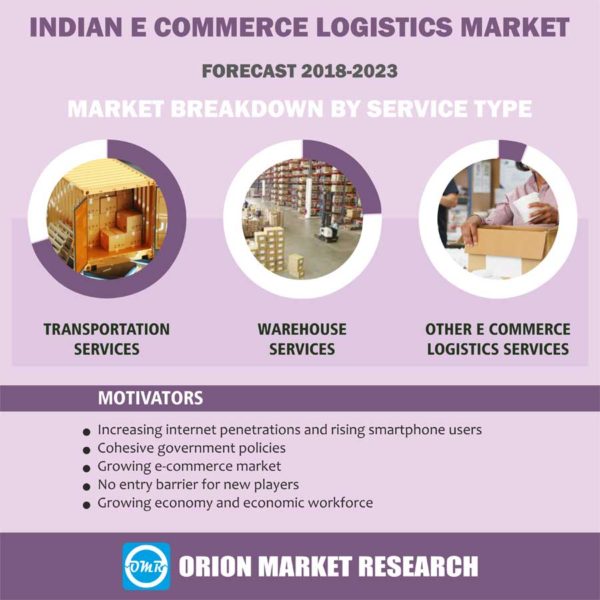 INDIAN E COMMERCE LOGISTICS MARKET
FORECAST 2018-2023
MARKET BREAKDOWN BY SERVICE TYPE
TRANSPORTATION
SERVICES
WAREHOUSE
SERVICES
OTHER E COMMERCE
LOGISTICS SERVICES
MOTIVATORS
Increasing internet penetrations and rising smartphone users
Cohesive government policies
Growing e-commerce market
No entry barrier for new players
Growing economy and economic workforce
OMR
ORION MARKET RESEARCH